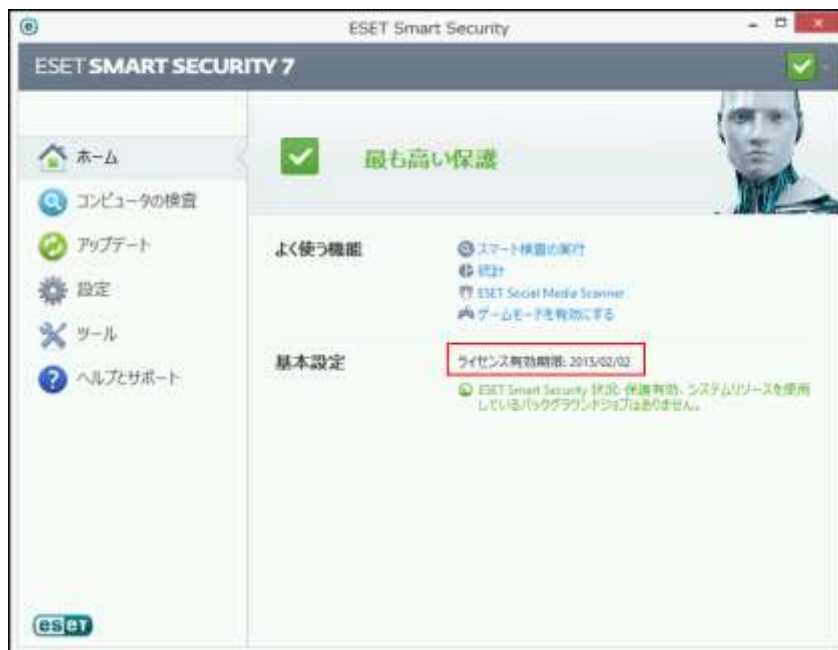 ESET Smart Security
ESET SMART SECURITY 7
ホーム
コンピュータの検査
アップデート
設定
ツール
ヘルプとサポート
最も高い保護
よく使う機能
スマート検査の実行
統計
ESET Social Media Scanner
ゲームモードを有効にする
基本設定
ライセンス有効期限: 2015/02/02
ESET Smart Security 状況: 保護有効、システムリソースを使用
しているバックグラウンドジョブはありません。
eseT